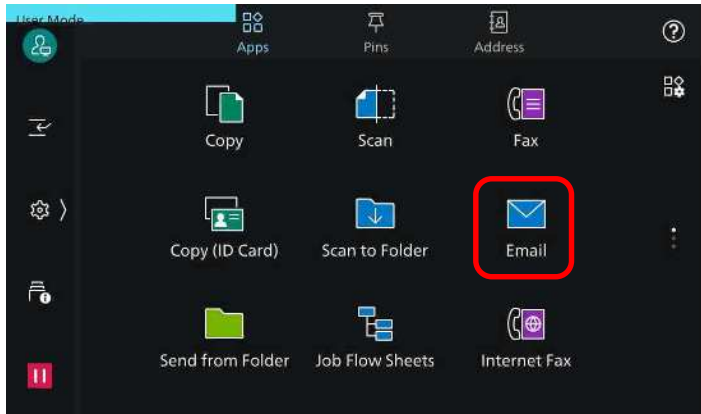 User Mode
Apps
Pins
Address
Copy
Scan
Fax
Copy (ID Card)
Scan to Folder
Email
Send from Folder
Job Flow Sheets
Internet Fax